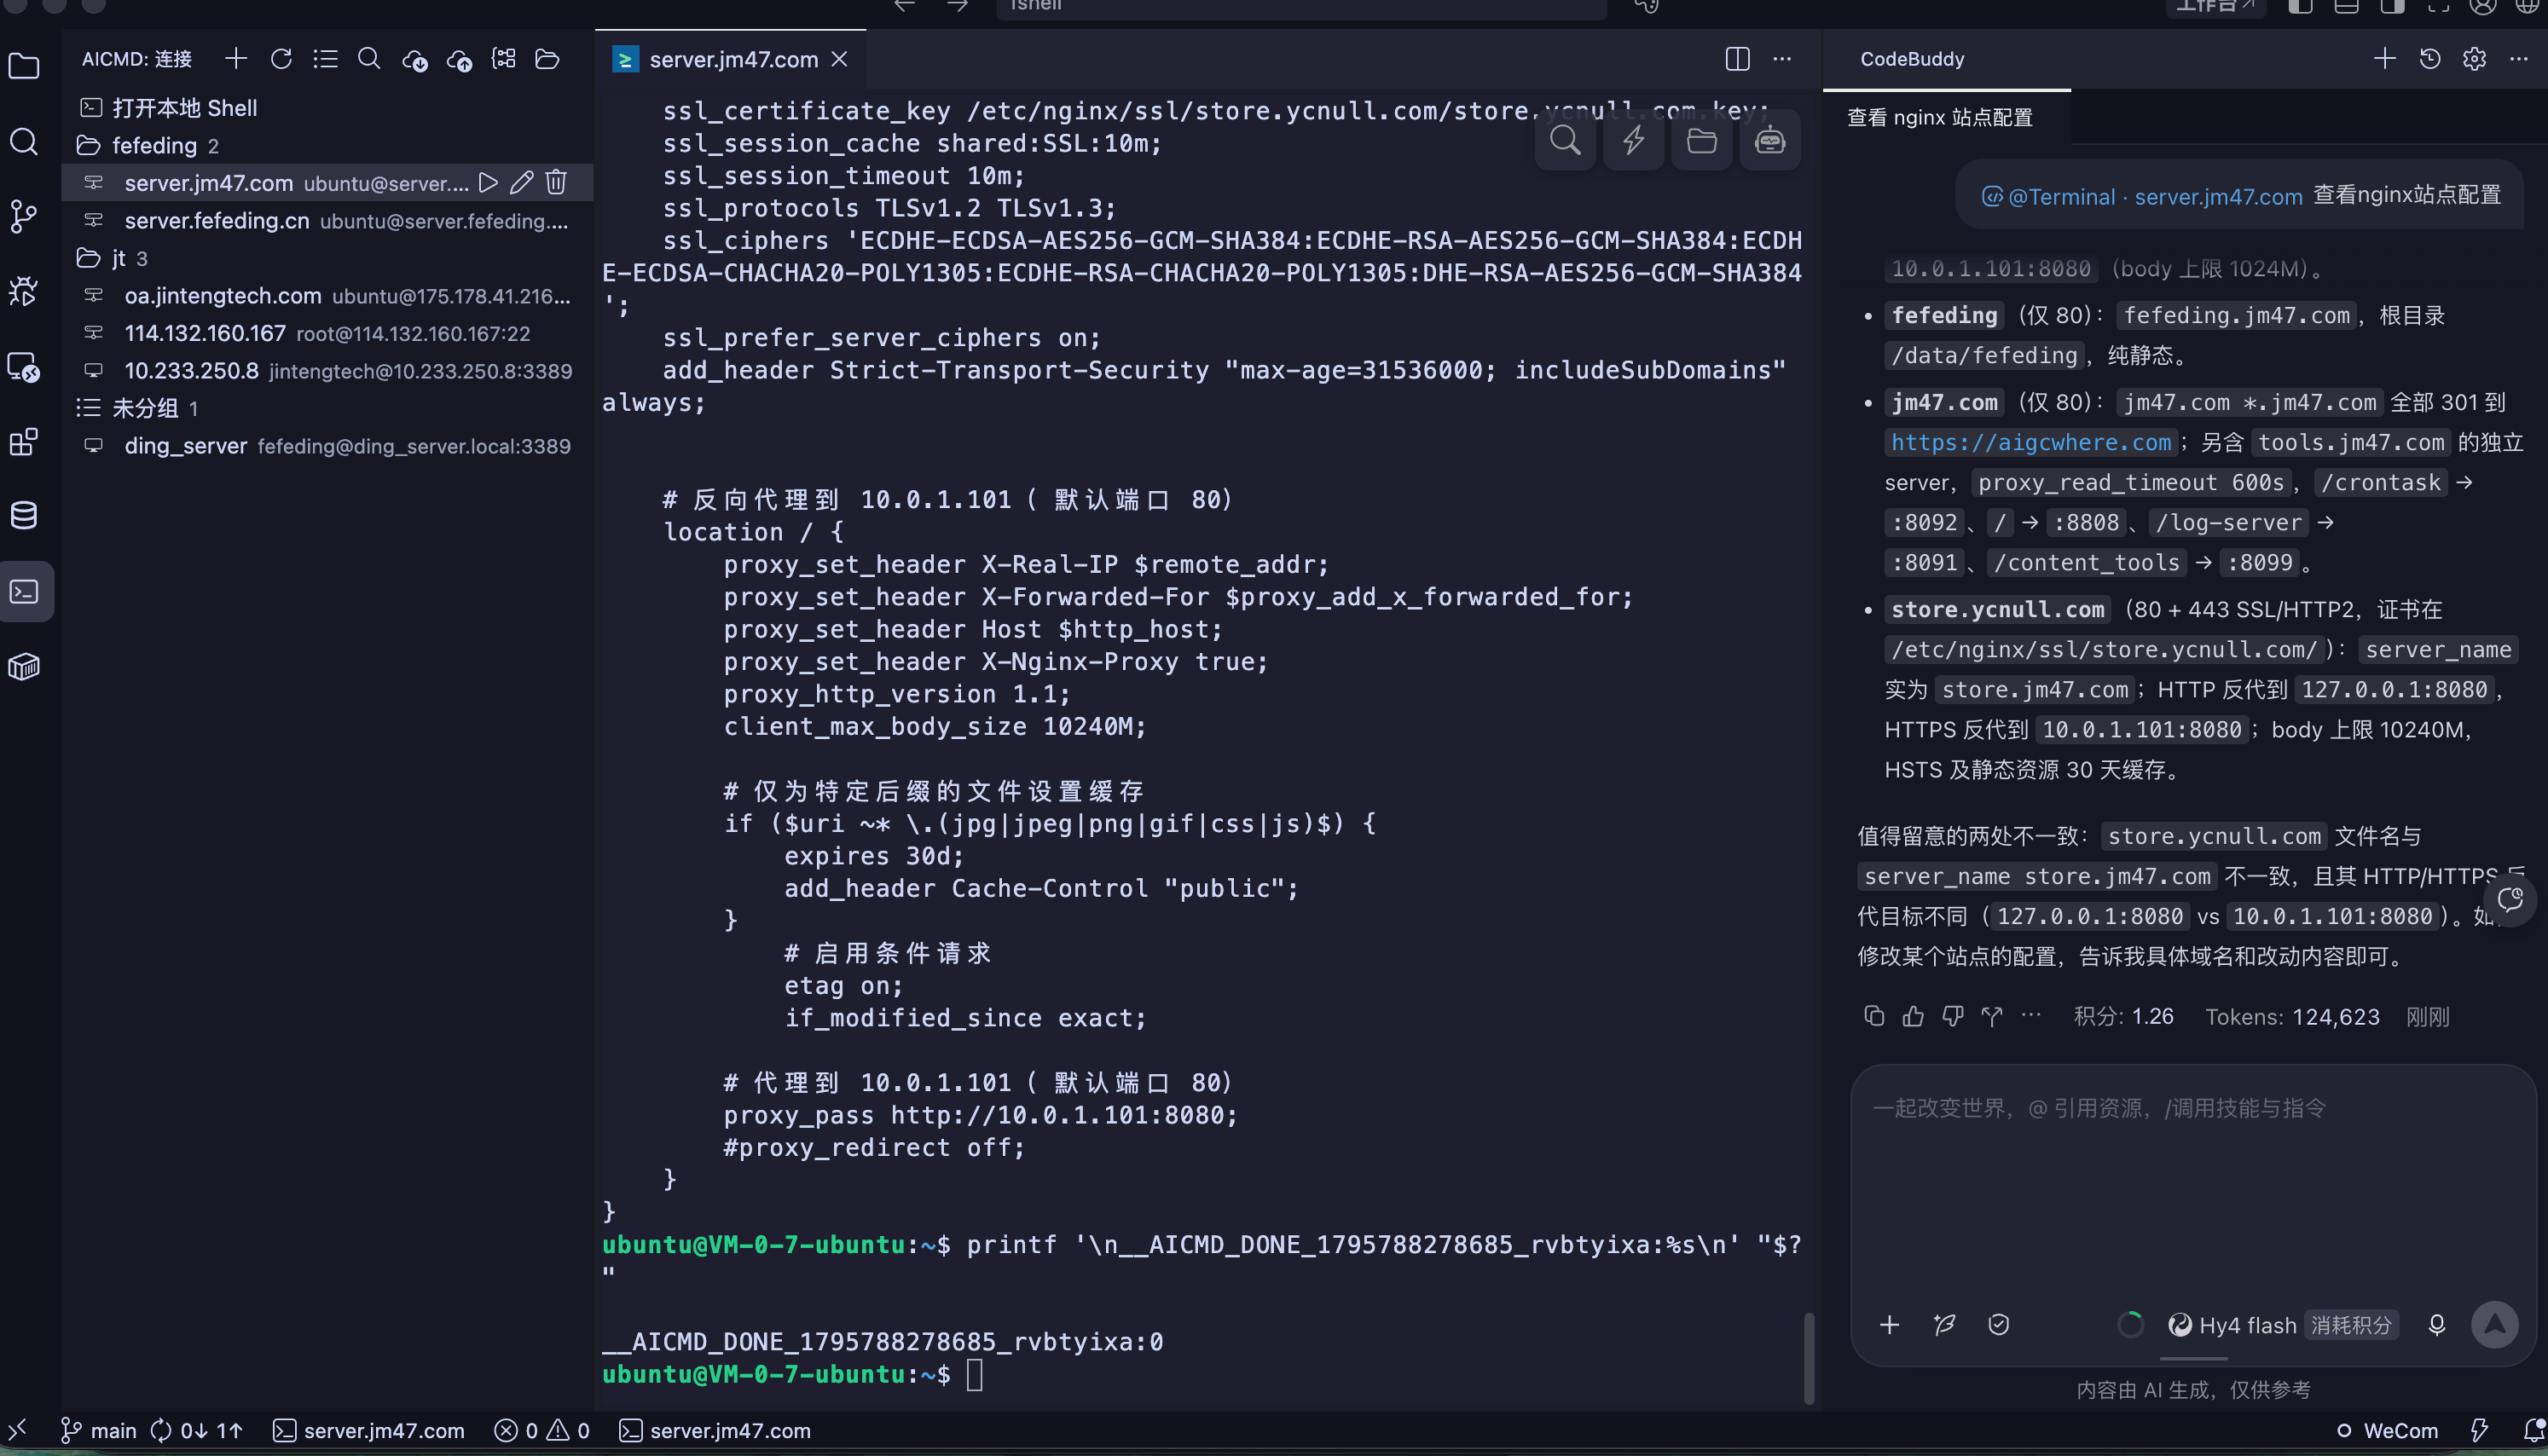 fshell
工作台
AICMD: 连接
打开本地 Shell
fefeding 2
server.jm47.com ubuntu@server....
server.fefeding.cn ubuntu@server.fefeding....
jt 3
oa.jintengtech.com ubuntu@175.178.41.216...
114.132.160.167 root@114.132.160.167:22
10.233.250.8 jintengtech@10.233.250.8:3389
未分组 1
ding_server fefeding@ding_server.local:3389
server.jm47.com
ssl_certificate_key /etc/nginx/ssl/store.ycnull.com/store.ycnull.com.key;
ssl_session_cache shared:SSL:10m;
ssl_session_timeout 10m;
ssl_protocols TLSv1.2 TLSv1.3;
ssl_ciphers 'ECDHE-ECDSA-AES256-GCM-SHA384:ECDHE-RSA-AES256-GCM-SHA384:ECDH
E-ECDSA-CHACHA20-POLY1305:ECDHE-RSA-CHACHA20-POLY1305:DHE-RSA-AES256-GCM-SHA384
';
ssl_prefer_server_ciphers on;
add_header Strict-Transport-Security "max-age=31536000; includeSubDomains"
always;
# 反向代理到 10.0.1.101 ( 默认端口 80)
location / {
proxy_set_header X-Real-IP $remote_addr;
proxy_set_header X-Forwarded-For $proxy_add_x_forwarded_for;
proxy_set_header Host $http_host;
proxy_set_header X-Nginx-Proxy true;
proxy_http_version 1.1;
client_max_body_size 10240M;
# 仅为特定后缀的文件设置缓存
if ($uri ~* \.(jpg|jpeg|png|gif|css|js)$) {
expires 30d;
add_header Cache-Control "public";
}
# 启用条件请求
etag on;
if_modified_since exact;
# 代理到 10.0.1.101 ( 默认端口 80)
proxy_pass http://10.0.1.101:8080;
#proxy_redirect off;
}
}
ubuntu@VM-0-7-ubuntu:~$ printf '\n__AICMD_DONE_1795788278685_rvbtyixa:%s\n' "$?
"
__AICMD_DONE_1795788278685_rvbtyixa:0
ubuntu@VM-0-7-ubuntu:~$
CodeBuddy
查看 nginx 站点配置
@Terminal · server.jm47.com 查看nginx站点配置
10.0.1.101:8080（body 上限 1024M）。
• fefeding（仅 80）：fefeding.jm47.com，根目录
/data/fefeding，纯静态。
• jm47.com（仅 80）：jm47.com *.jm47.com 全部 301 到
https://aigcwhere.com；另含 tools.jm47.com 的独立
server，proxy_read_timeout 600s，/crontask →
:8092、/ → :8808、/log-server →
:8091、/content_tools → :8099。
• store.ycnull.com（80 + 443 SSL/HTTP2，证书在
/etc/nginx/ssl/store.ycnull.com/）：server_name
实为 store.jm47.com；HTTP 反代到 127.0.0.1:8080，
HTTPS 反代到 10.0.1.101:8080；body 上限 10240M，
HSTS 及静态资源 30 天缓存。
值得留意的两处不一致：store.ycnull.com 文件名与
server_name store.jm47.com 不一致，且其 HTTP/HTTPS 反
代目标不同（127.0.0.1:8080 vs 10.0.1.101:8080）。如
修改某个站点的配置，告诉我具体域名和改动内容即可。
积分: 1.26 Tokens: 124,623 刚刚
一起改变世界，@ 引用资源，/调用技能与指令
Hy4 flash 消耗积分
内容由 AI 生成，仅供参考
main 0↓ 1↑ server.jm47.com 0 0 server.jm47.com
WeCom